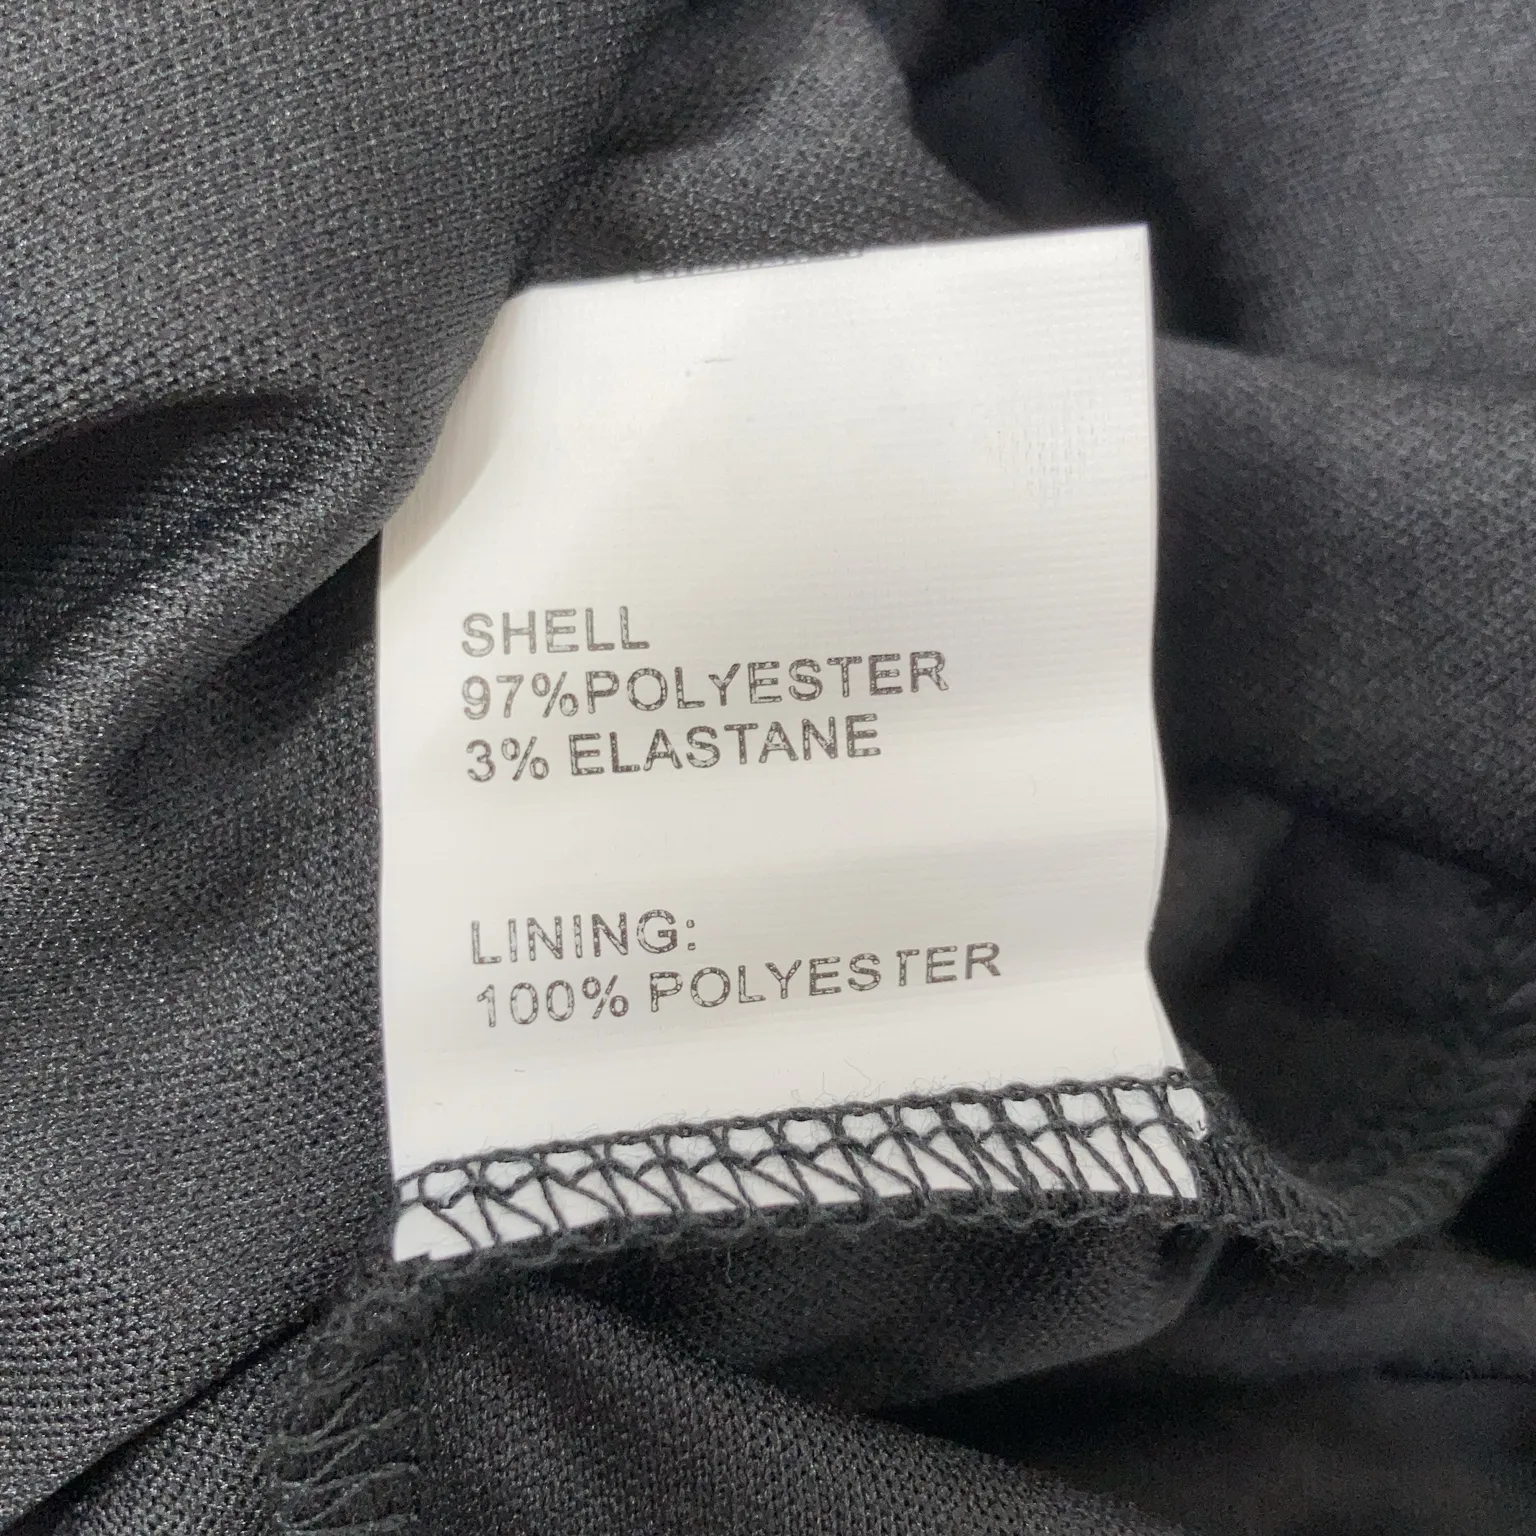 SHELL
97%POLYESTER
3% ELASTANE
LINING:
100% POLYESTER